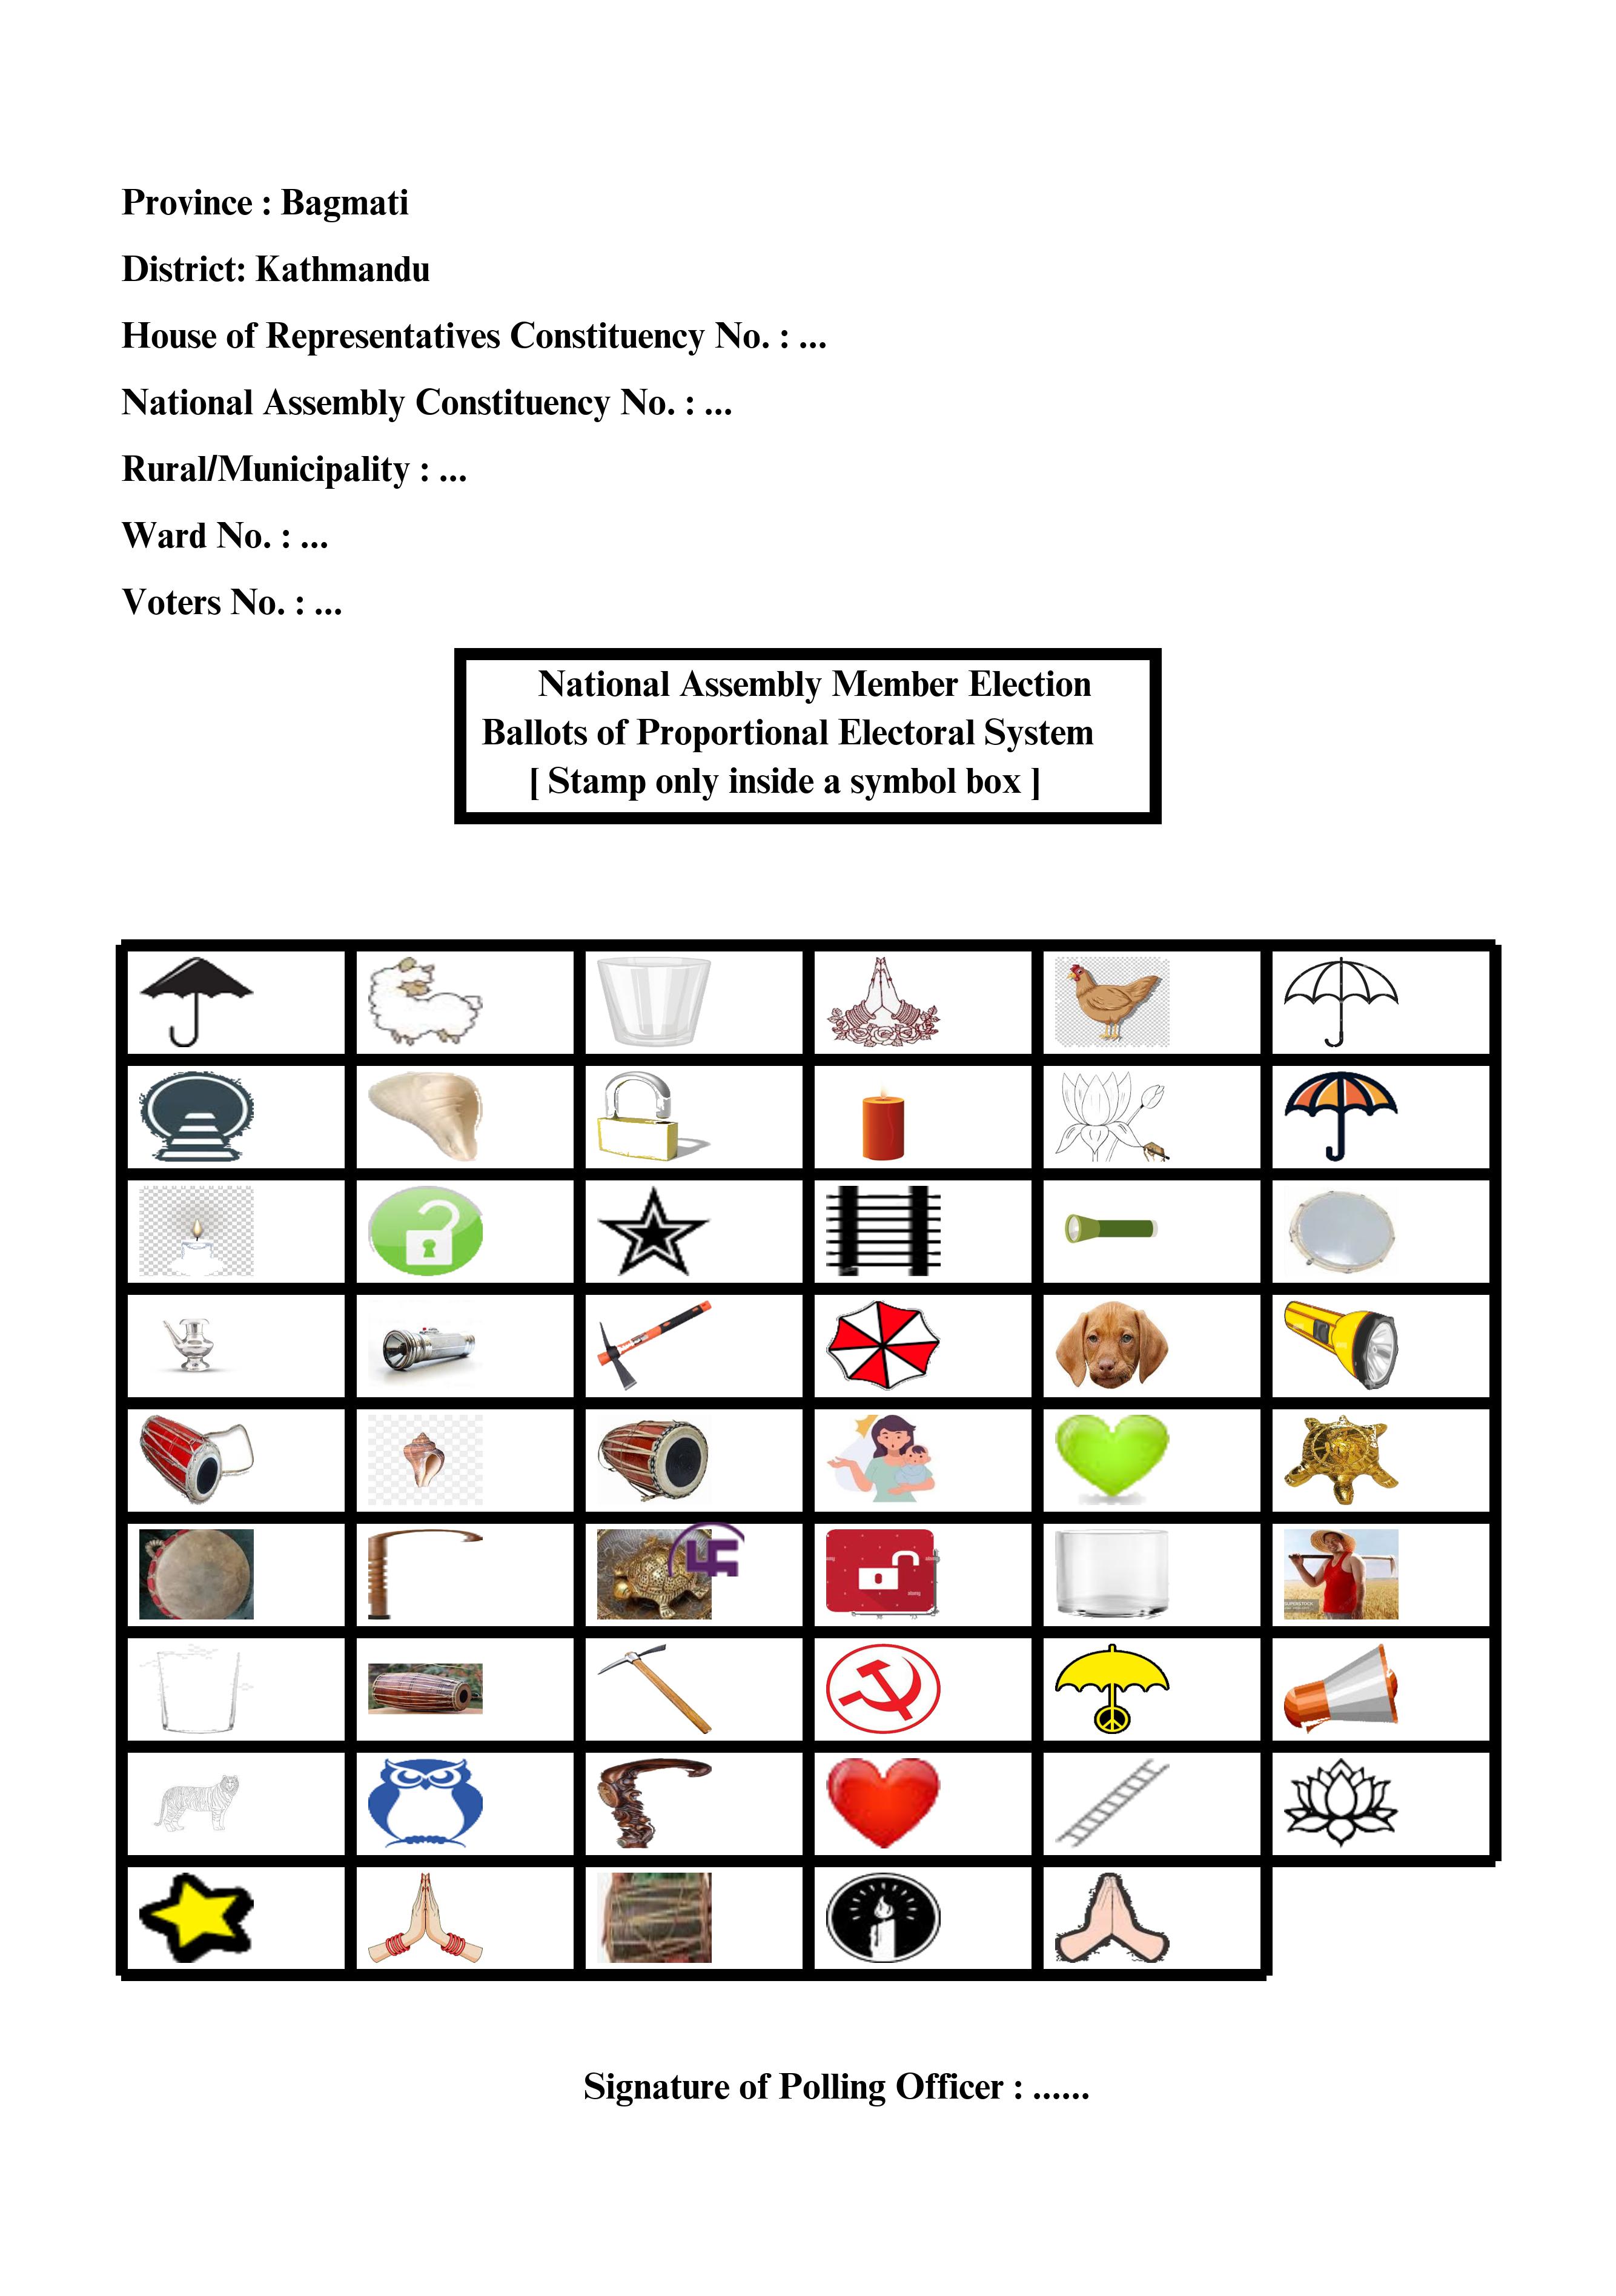 Province : Bagmati
District: Kathmandu
House of Representatives Constituency No. : ...
National Assembly Constituency No. : ...
Rural/Municipality : ...
Ward No. : ...
Voters No. : ...
National Assembly Member Election
Ballots of Proportional Electoral System
[ Stamp only inside a symbol box ]
Signature of Polling Officer : ......